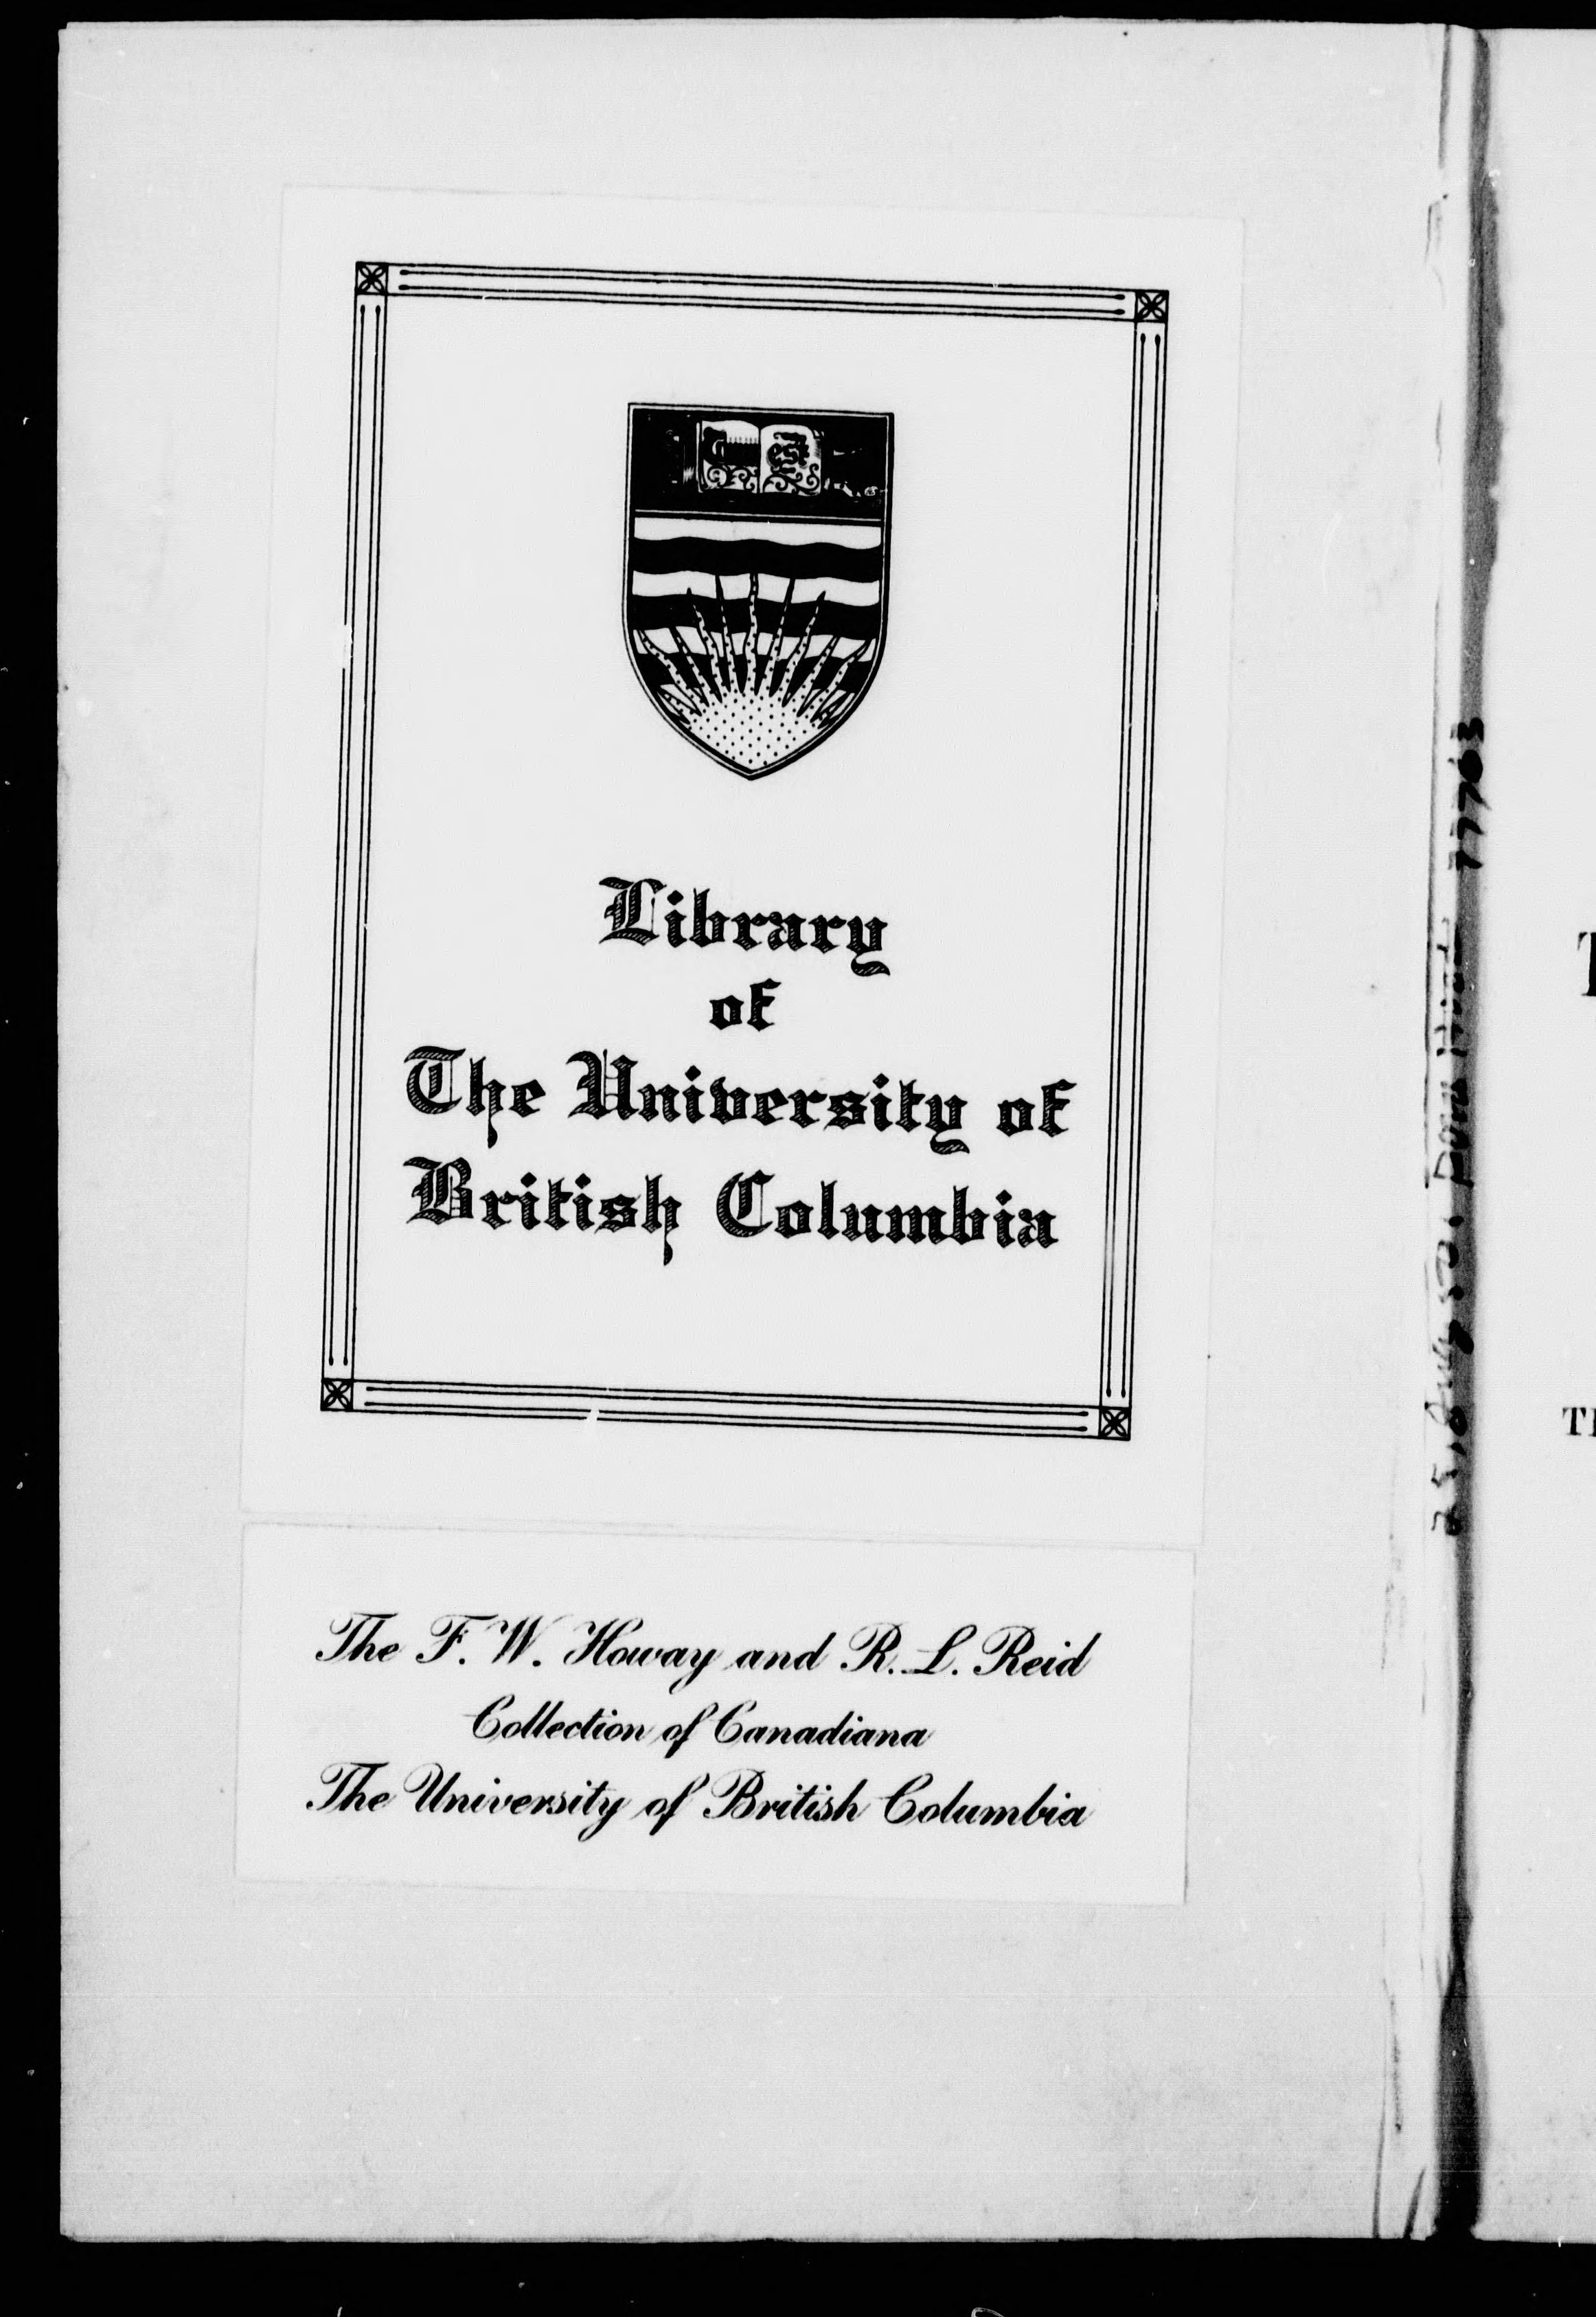 Library
of
The University of
British Columbia
The F. W. Howay and R. L. Reid
Collection of Canadiana
The University of British Columbia
77703